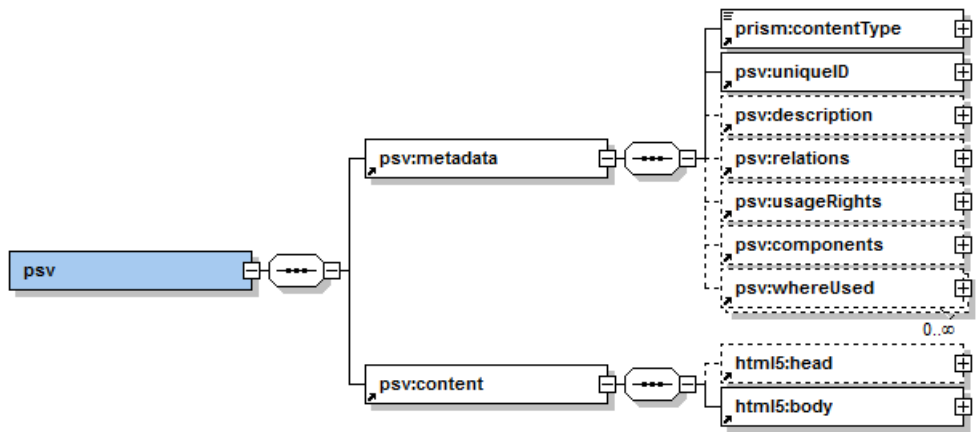 prism:contentType
psv:uniqueID
psv:description
psv:metadata
psv:relations
psv:usageRights
psv:components
psv
psv:whereUsed
0..∞
html5:head
psv:content
html5:body